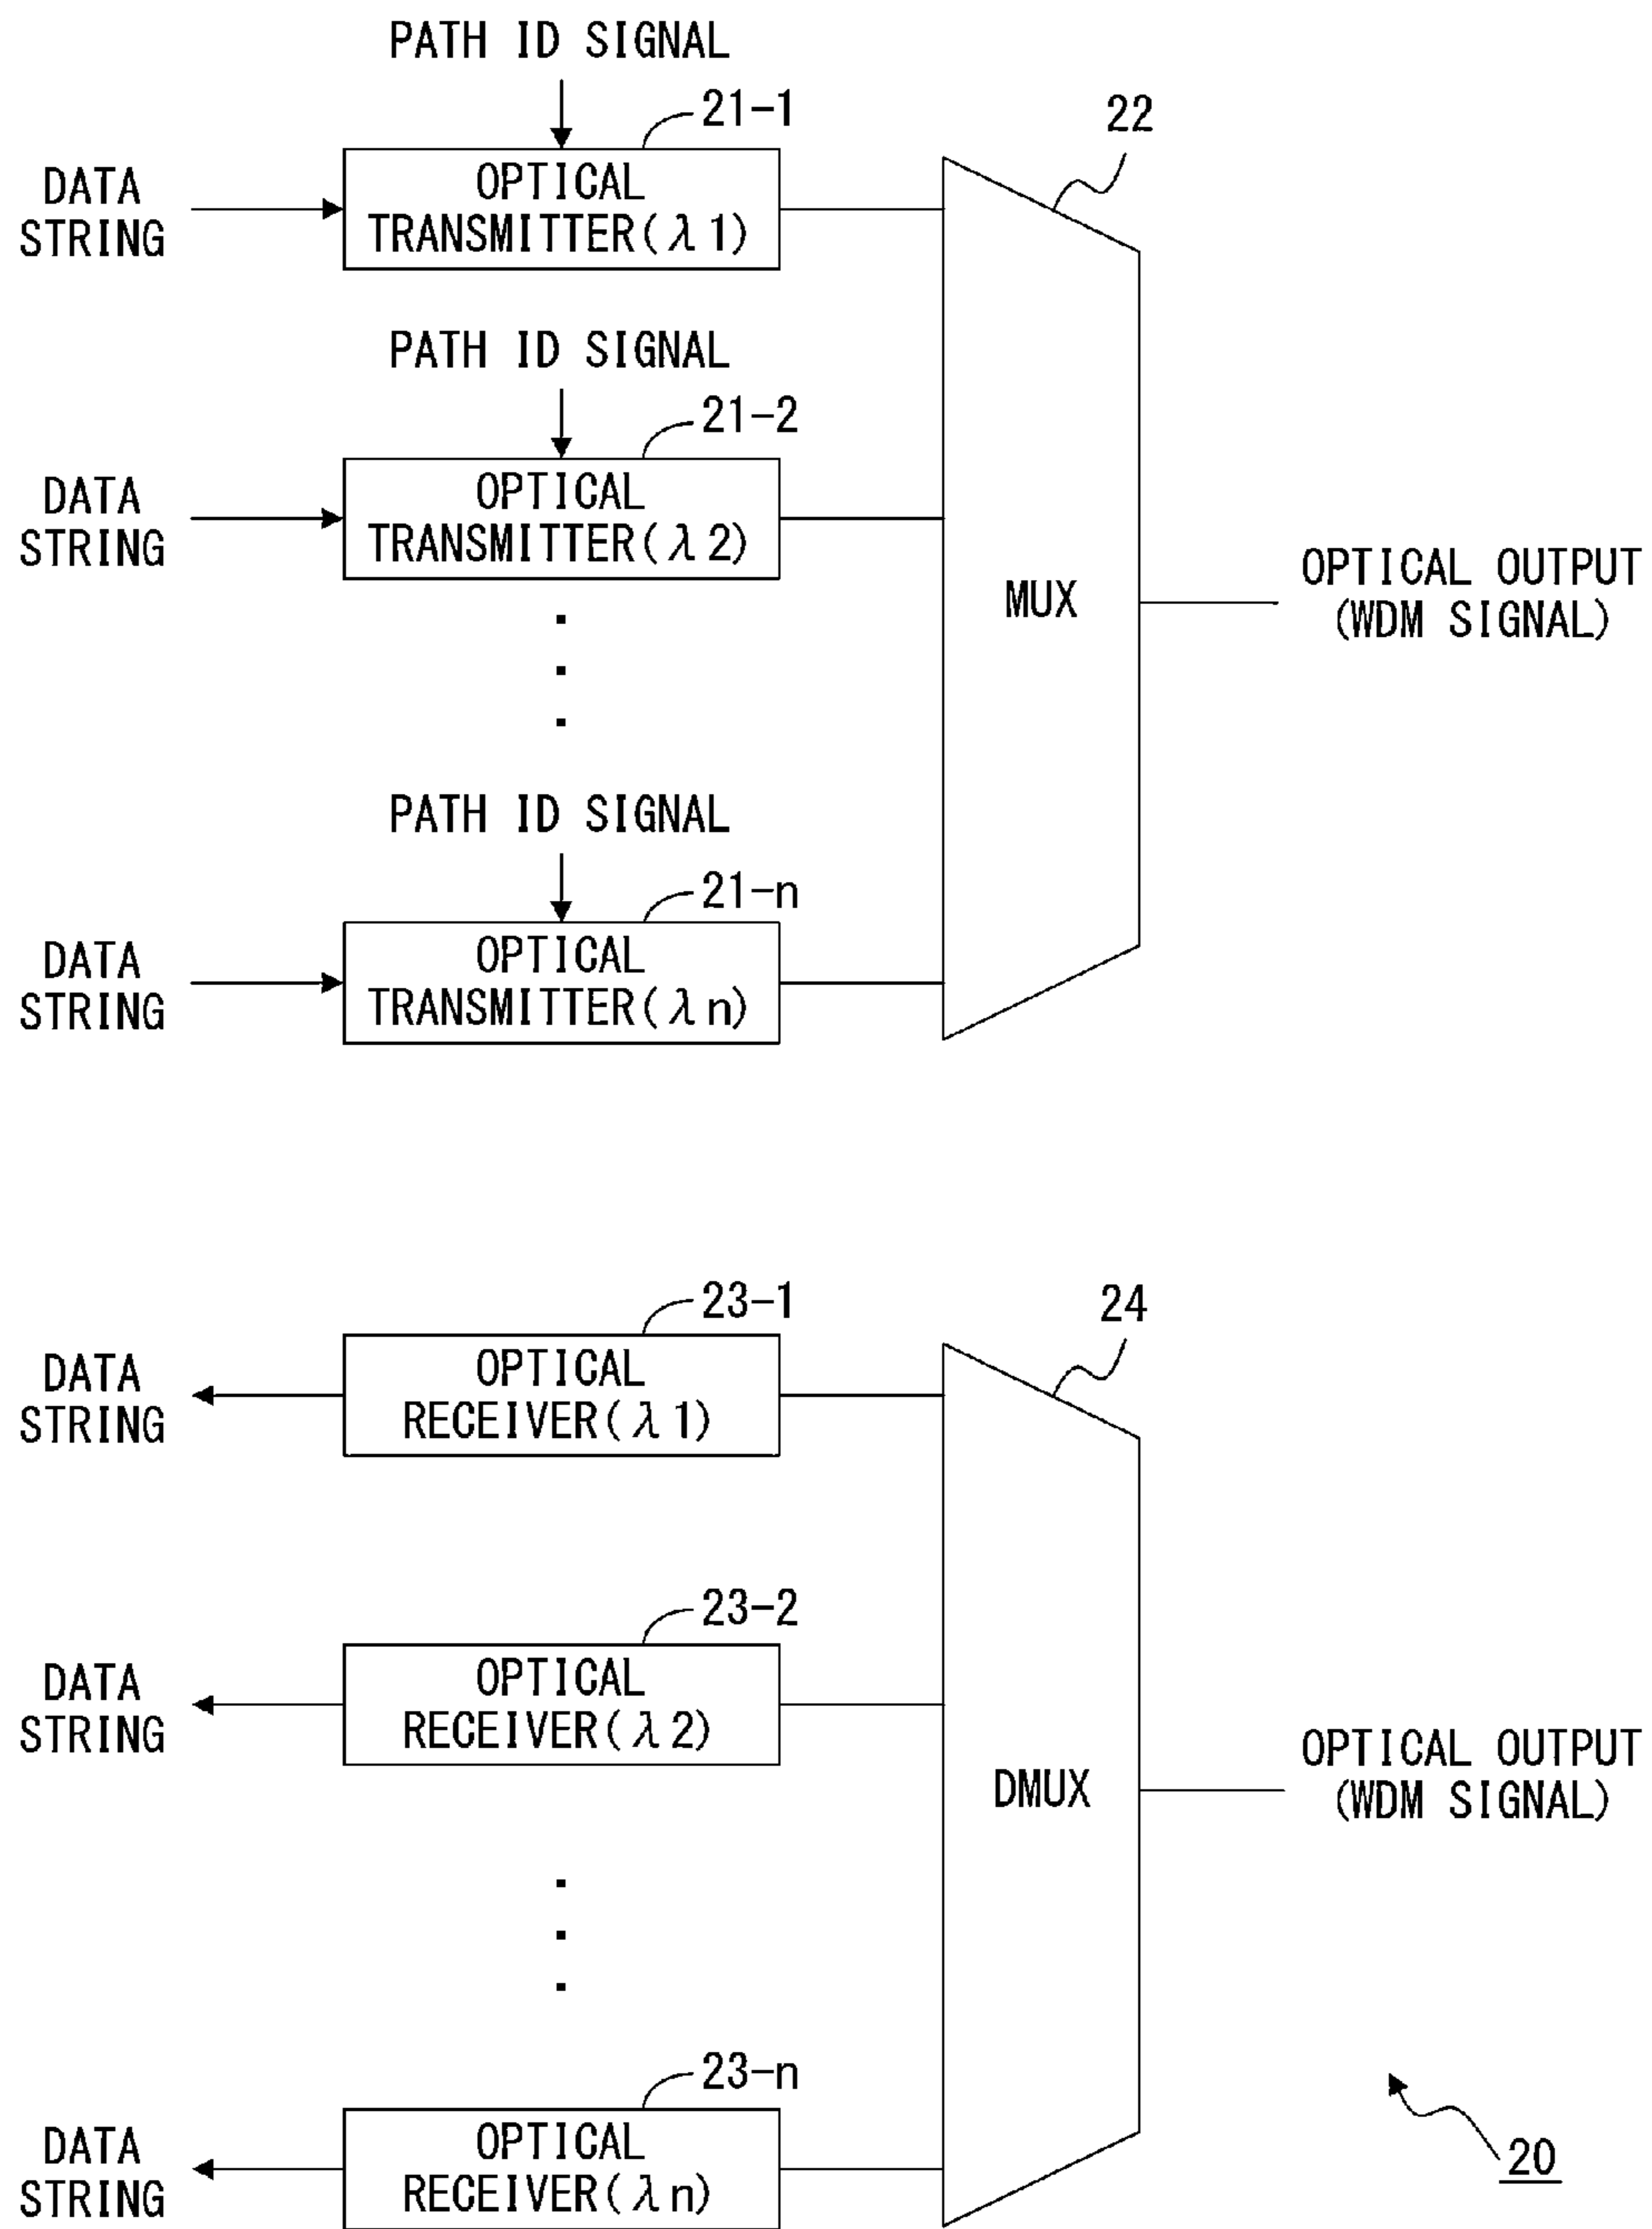 PATH ID SIGNAL
21-1
22
DATA
STRING
OPTICAL
TRANSMITTER(λ1)
PATH ID SIGNAL
21-2
DATA
STRING
OPTICAL
TRANSMITTER(λ2)
MUX
OPTICAL OUTPUT
(WDM SIGNAL)
PATH ID SIGNAL
21-n
DATA
STRING
OPTICAL
TRANSMITTER(λn)
23-1
24
DATA
STRING
OPTICAL
RECEIVER(λ1)
23-2
DATA
STRING
OPTICAL
RECEIVER(λ2)
DMUX
OPTICAL OUTPUT
(WDM SIGNAL)
23-n
DATA
STRING
OPTICAL
RECEIVER(λn)
20